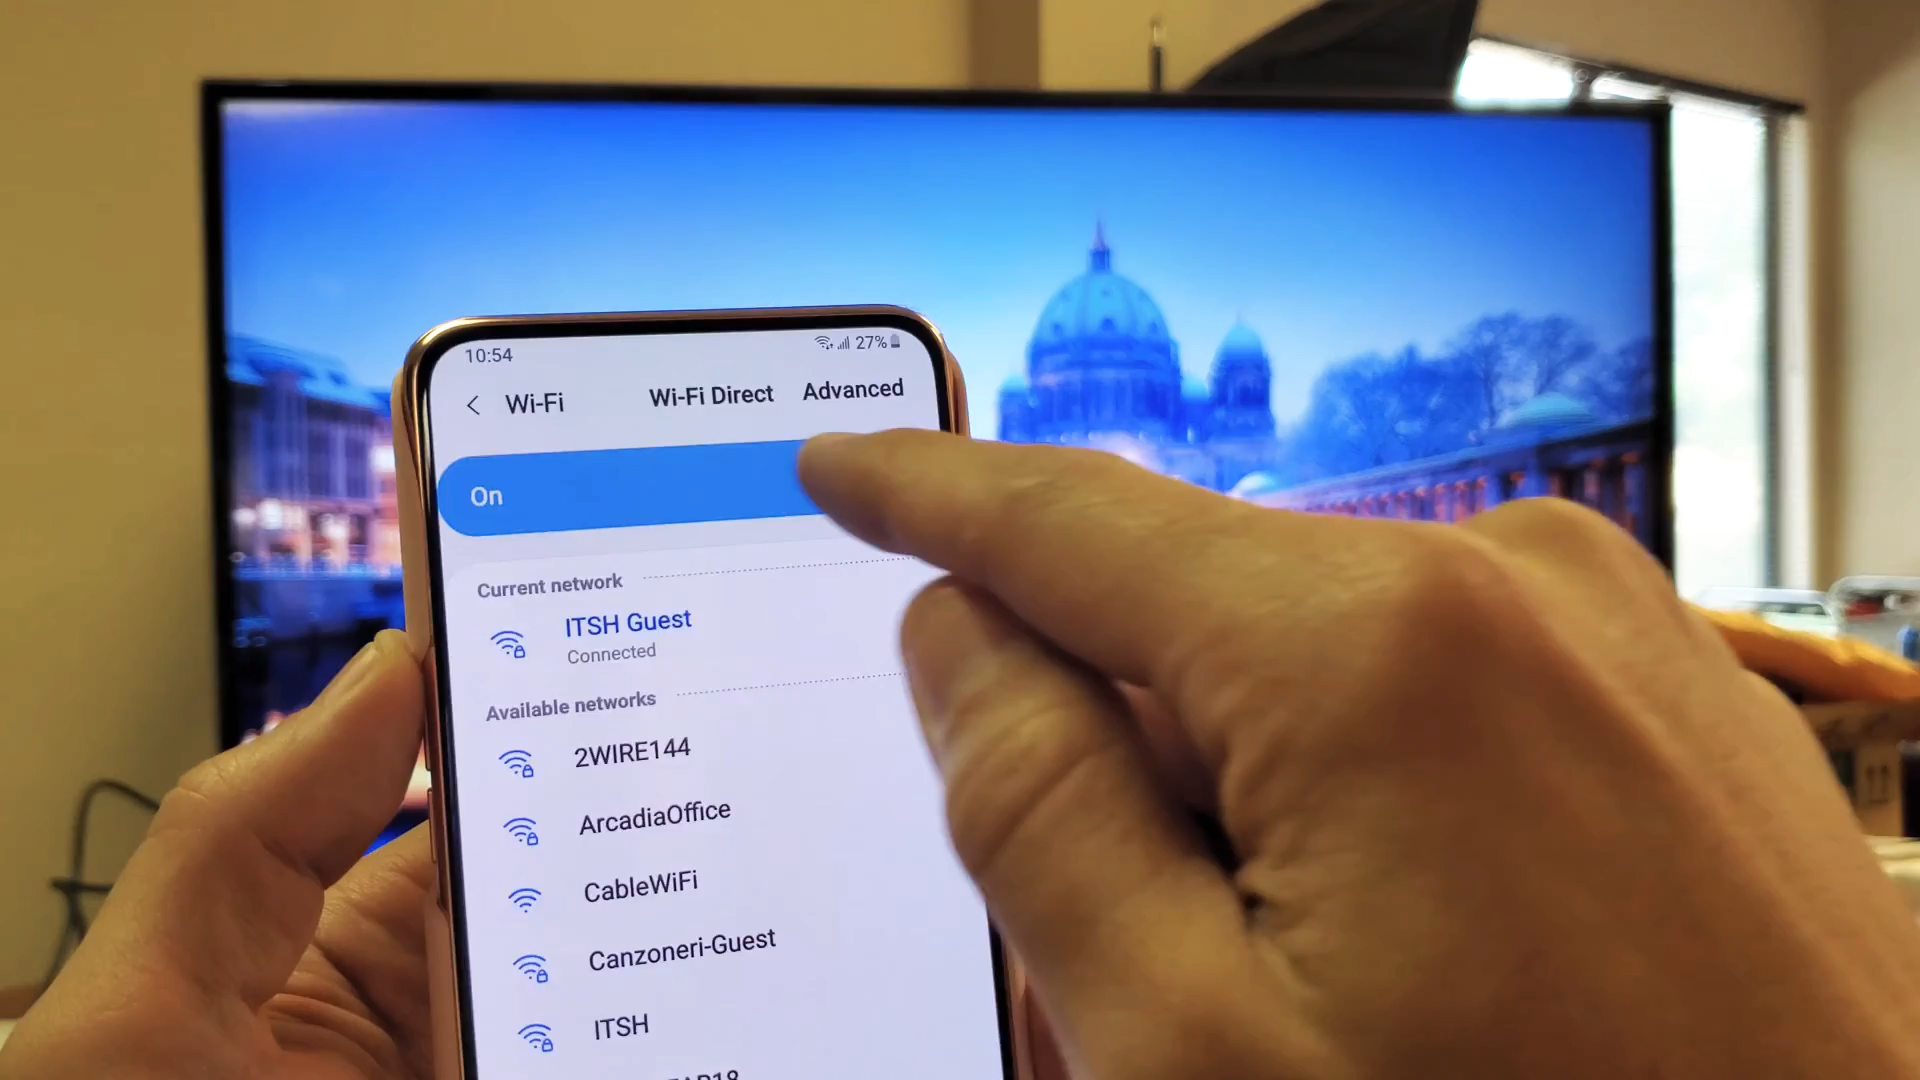 10:54 27%
Wi-Fi Wi-Fi Direct Advanced
On
Current network
ITSH Guest
Connected
Available networks
2WIRE144
ArcadiaOffice
CableWiFi
Canzoneri-Guest
ITSH